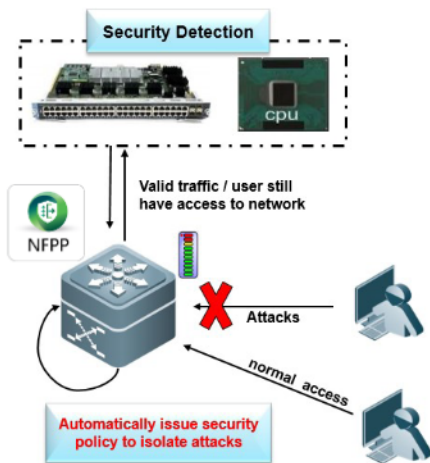 Security Detection
cpu
Valid traffic / user still
have access to network
NFPP
Attacks
normal access
Automatically issue security
policy to isolate attacks